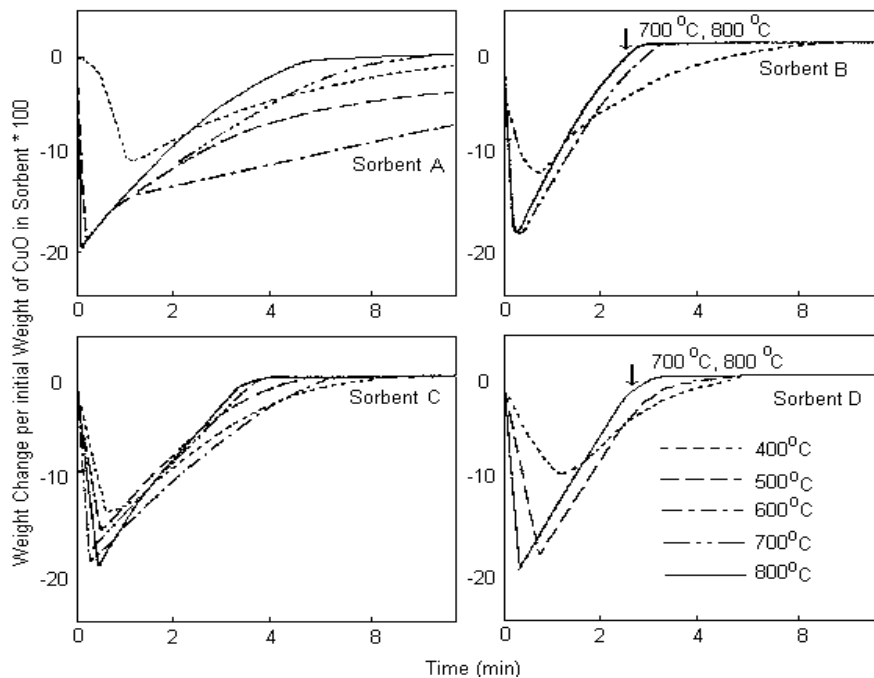 Weight Change per initial Weight of CuO in Sorbent * 100
0
-10
-20
Sorbent A
0 2 4 8
700 °C, 800 °C
0
-10
-20
Sorbent B
0 2 4 8
0
-10
-20
Sorbent C
0 2 4 8
700 °C, 800 °C
0
-10
-20
Sorbent D
400°C
500°C
600°C
700°C
800°C
0 2 4 8
Time (min)